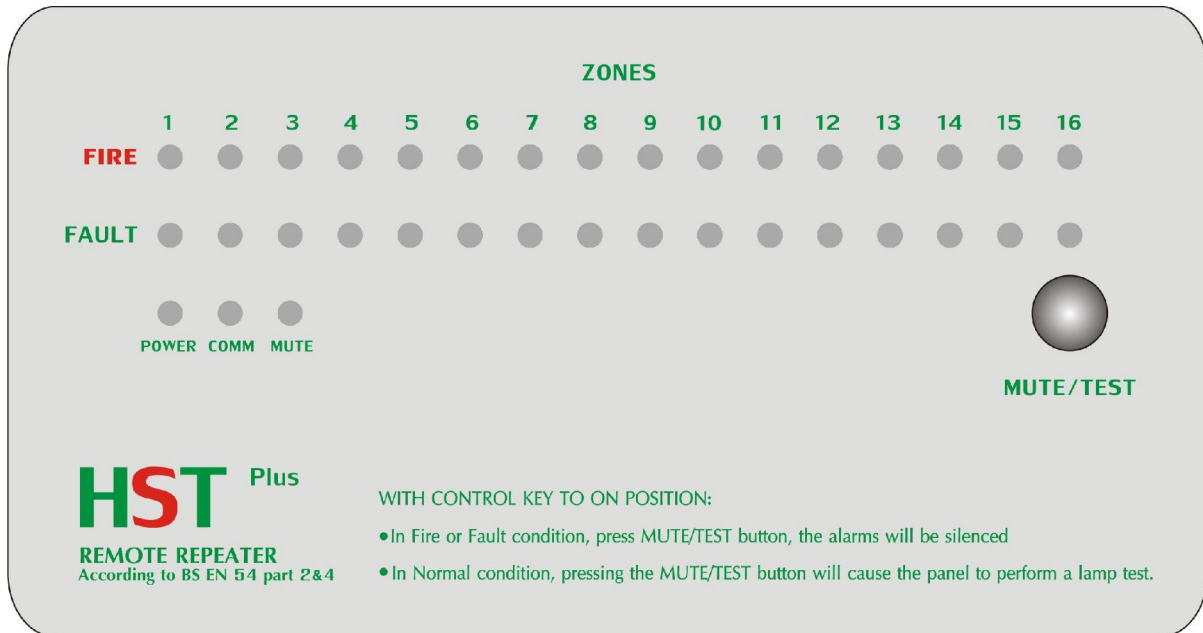 ZONES
1 2 3 4 5 6 7 8 9 10 11 12 13 14 15 16
FIRE
FAULT
POWER COMM MUTE
MUTE/TEST
HST Plus
REMOTE REPEATER
According to BS EN 54 part 2&4
WITH CONTROL KEY TO ON POSITION:
•In Fire or Fault condition, press MUTE/TEST button, the alarms will be silenced
•In Normal condition, pressing the MUTE/TEST button will cause the panel to perform a lamp test.